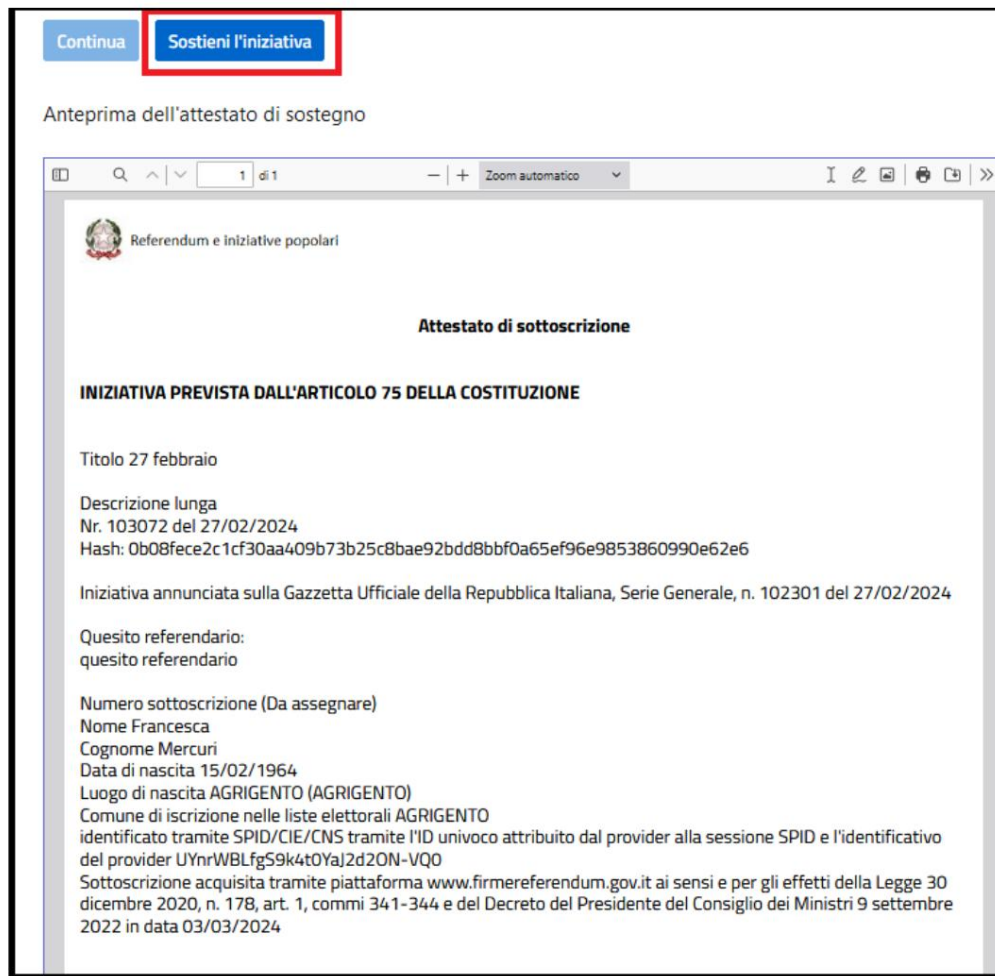 Continua
Sostieni l'iniziativa
Anteprima dell'attestato di sostegno
1 di 1
Zoom automatico
Referendum e iniziative popolari
Attestato di sottoscrizione
INIZIATIVA PREVISTA DALL'ARTICOLO 75 DELLA COSTITUZIONE
Titolo 27 febbraio
Descrizione lunga
Nr. 103072 del 27/02/2024
Hash: 0b08fece2c1cf30aa409b73b25c8bae92bdd8bbf0a65ef96e9853860990e62e6
Iniziativa annunciata sulla Gazzetta Ufficiale della Repubblica Italiana, Serie Generale, n. 102301 del 27/02/2024
Quesito referendario:
quesito referendario
Numero sottoscrizione (Da assegnare)
Nome Francesca
Cognome Mercuri
Data di nascita 15/02/1964
Luogo di nascita AGRIGENTO (AGRIGENTO)
Comune di iscrizione nelle liste elettorali AGRIGENTO
identificato tramite SPID/CIE/CNS tramite l'ID univoco attribuito dal provider alla sessione SPID e l'identificativo
del provider UYnrWBLfgS9k4t0YaJ2d2ON-VQ0
Sottoscrizione acquisita tramite piattaforma www.firmereferendum.gov.it ai sensi e per gli effetti della Legge 30
dicembre 2020, n. 178, art. 1, commi 341-344 e del Decreto del Presidente del Consiglio dei Ministri 9 settembre
2022 in data 03/03/2024